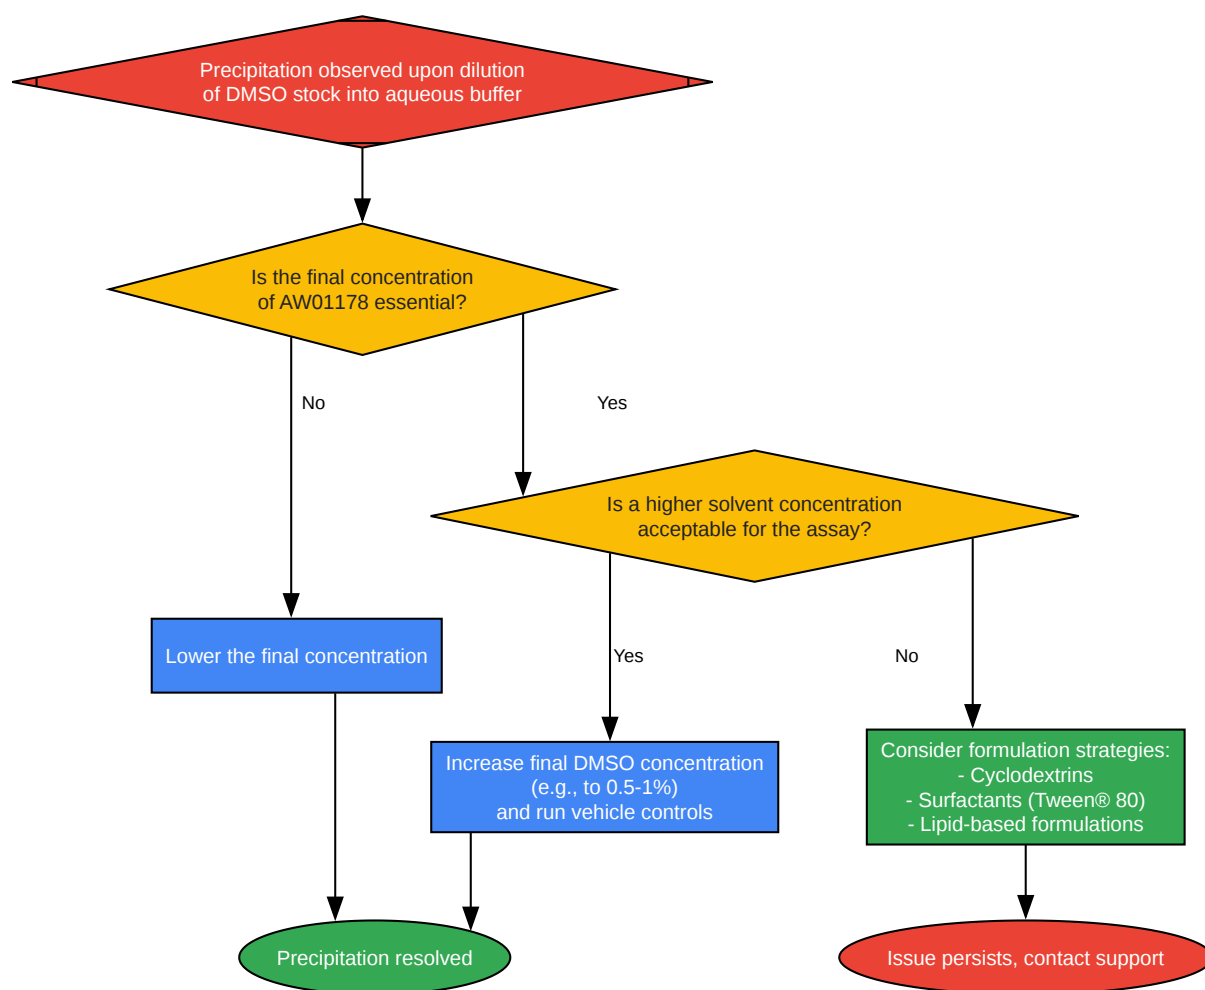 Precipitation observed upon dilution
of DMSO stock into aqueous buffer
Is the final concentration
of AW01178 essential?
No
Yes
Is a higher solvent concentration
acceptable for the assay?
Lower the final concentration
Yes
No
Increase final DMSO concentration
(e.g., to 0.5-1%)
and run vehicle controls
Consider formulation strategies:
- Cyclodextrins
- Surfactants (Tween® 80)
- Lipid-based formulations
Precipitation resolved
Issue persists, contact support